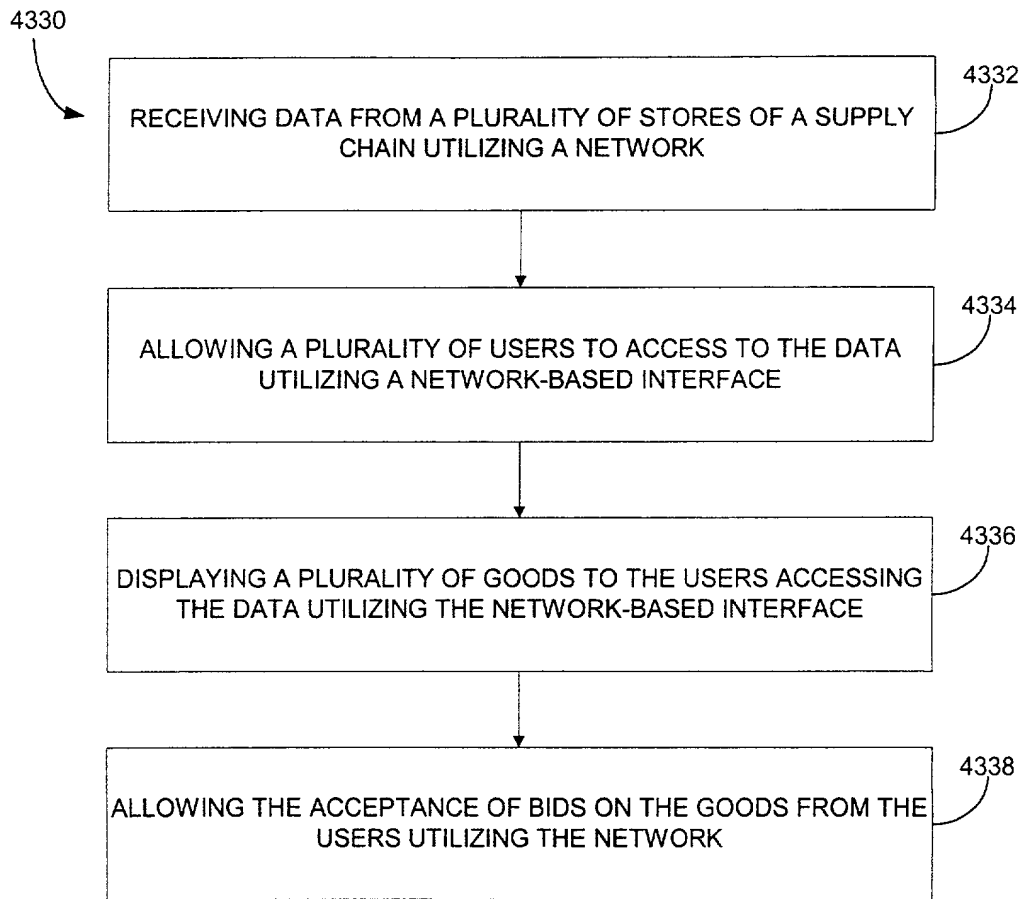 4330
4332
RECEIVING DATA FROM A PLURALITY OF STORES OF A SUPPLY
CHAIN UTILIZING A NETWORK
4334
ALLOWING A PLURALITY OF USERS TO ACCESS TO THE DATA
UTILIZING A NETWORK-BASED INTERFACE
4336
DISPLAYING A PLURALITY OF GOODS TO THE USERS ACCESSING
THE DATA UTILIZING THE NETWORK-BASED INTERFACE
4338
ALLOWING THE ACCEPTANCE OF BIDS ON THE GOODS FROM THE
USERS UTILIZING THE NETWORK